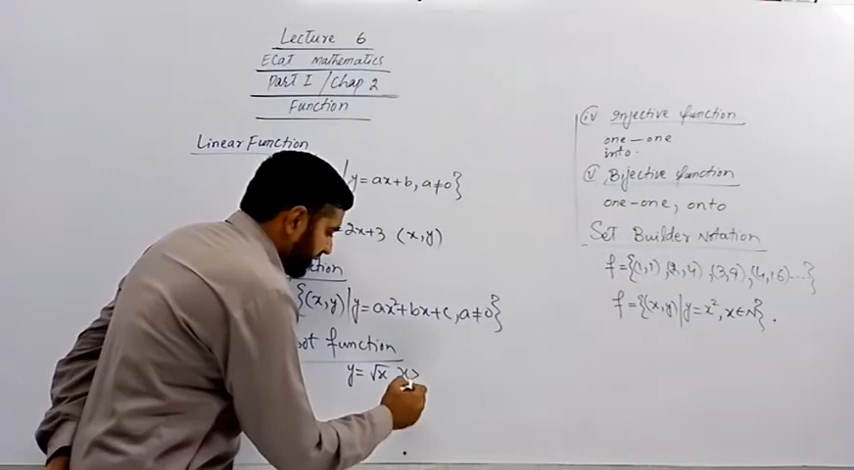 Lecture 6
ECat Mathematics
Part I / Chap 2
Function
Linear Function
| y = ax + b, a ≠ 0}
= 2x + 3 (x, y)
{(x, y) | y = ax² + bx + c, a ≠ 0}
function
y = √x x>
(iv) Injective function
one — one
into.
(v) Bijective function
one – one, onto
Set Builder Notation
f = {(1,1), (2,4), (3,9), (4,16) ...}
f = {(x, y) | y = x², x ∈ N}.